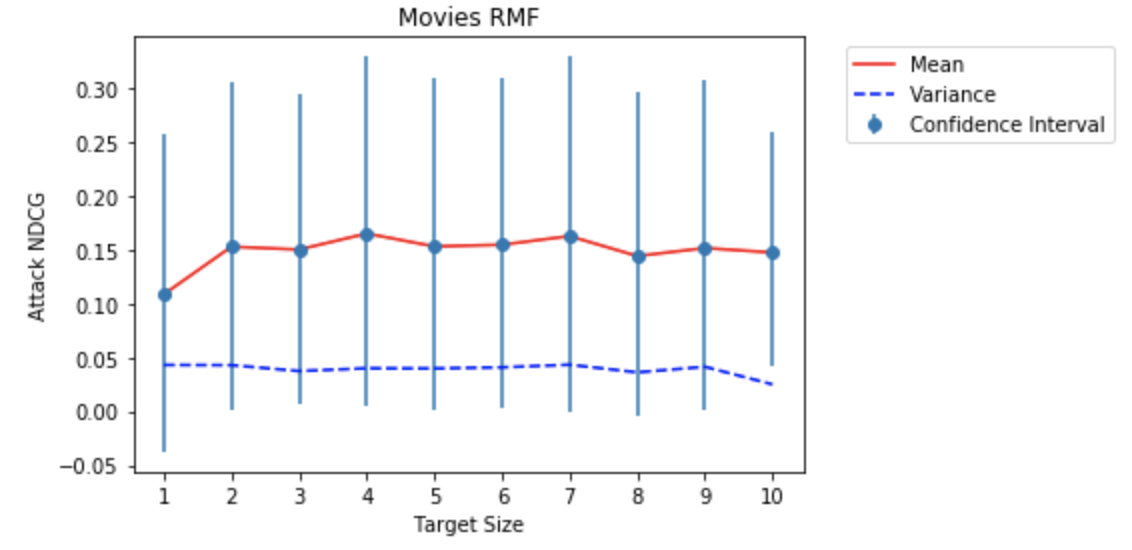 Movies RMF
Mean
Variance
Confidence Interval
0.30
0.25
0.20
0.15
0.10
0.05
0.00
−0.05
Attack NDCG
1 2 3 4 5 6 7 8 9 10
Target Size